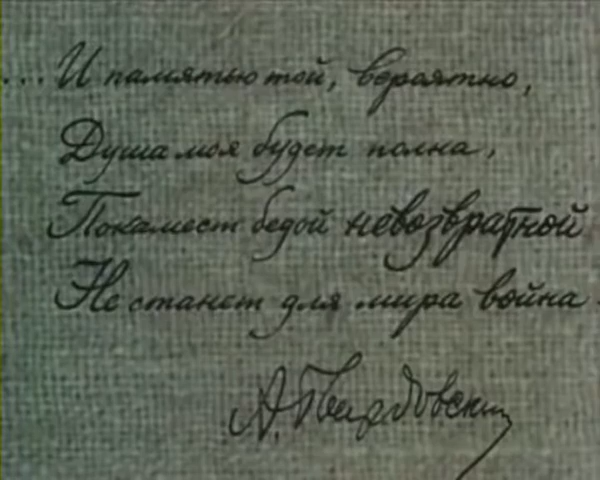 ...И памятью той, вероятно,
Душа моя будет полна,
Покамест бедой невозвратной
Не станет для мира война.
А. Твардовский